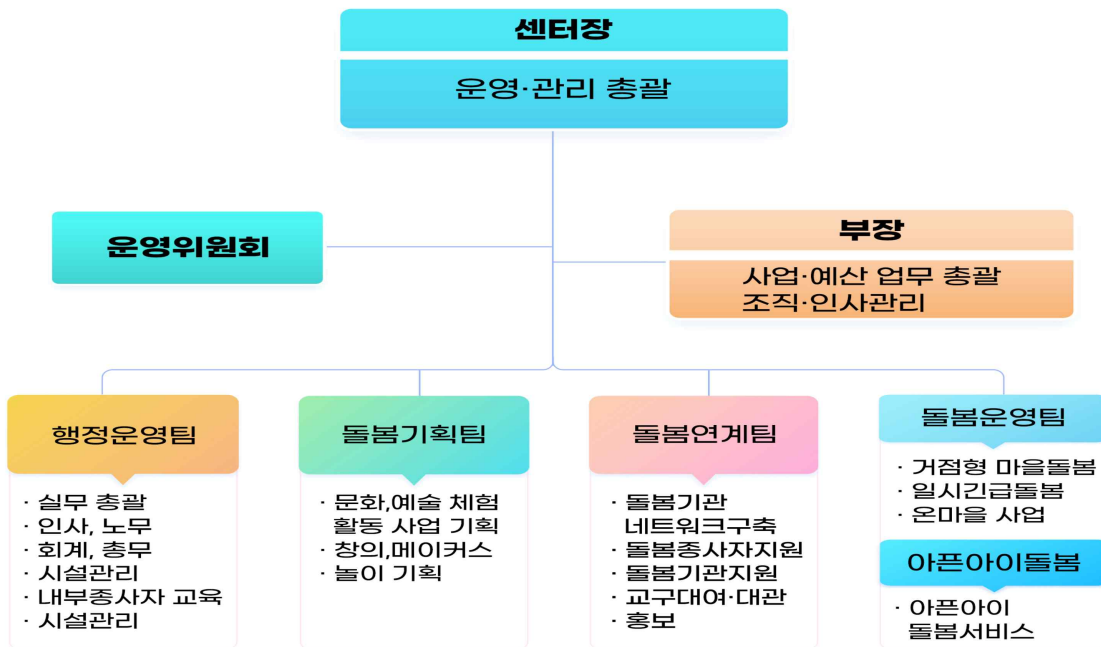 센터장
운영·관리 총괄
운영위원회
부장
사업·예산 업무 총괄
조직·인사관리
행정운영팀
· 실무 총괄
· 인사, 노무
· 회계, 총무
· 시설관리
· 내부종사자 교육
· 시설관리
돌봄기획팀
· 문화,예술 체험
활동 사업 기획
· 창의,메이커스
· 놀이 기획
돌봄연계팀
· 돌봄기관
네트워크구축
· 돌봄종사자지원
· 돌봄기관지원
· 교구대여·대관
· 홍보
돌봄운영팀
· 거점형 마을돌봄
· 일시긴급돌봄
· 온마을 사업
아픈아이돌봄
· 아픈아이
돌봄서비스